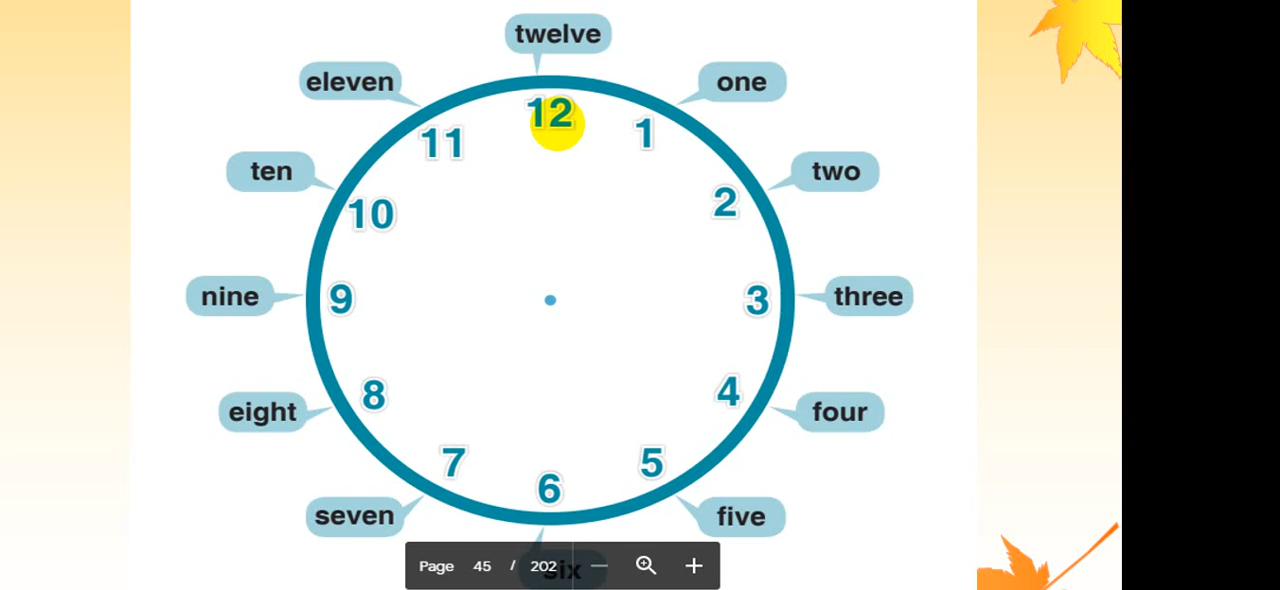 twelve
eleven
one
12
11
1
ten
two
10
2
nine
9
3
three
8
4
eight
four
7
5
6
seven
five
six
Page 45 / 202